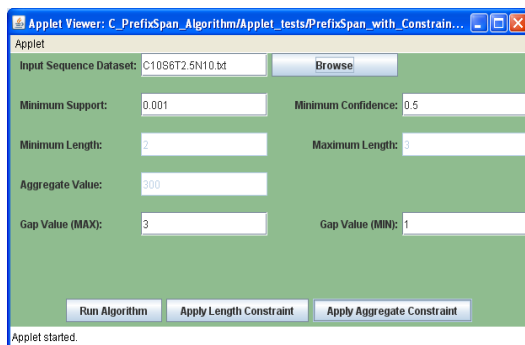 Applet Viewer: C_PrefixSpan_Algorithm/Applet_tests/PrefixSpan_with_Constrain...
Applet
Input Sequence Dataset: C10S6T2.5N10.txt Browse
Minimum Support: 0.001 Minimum Confidence: 0.5
Minimum Length: 2 Maximum Length: 3
Aggregate Value: 300
Gap Value (MAX): 3 Gap Value (MIN): 1
Run Algorithm Apply Length Constraint Apply Aggregate Constraint
Applet started.